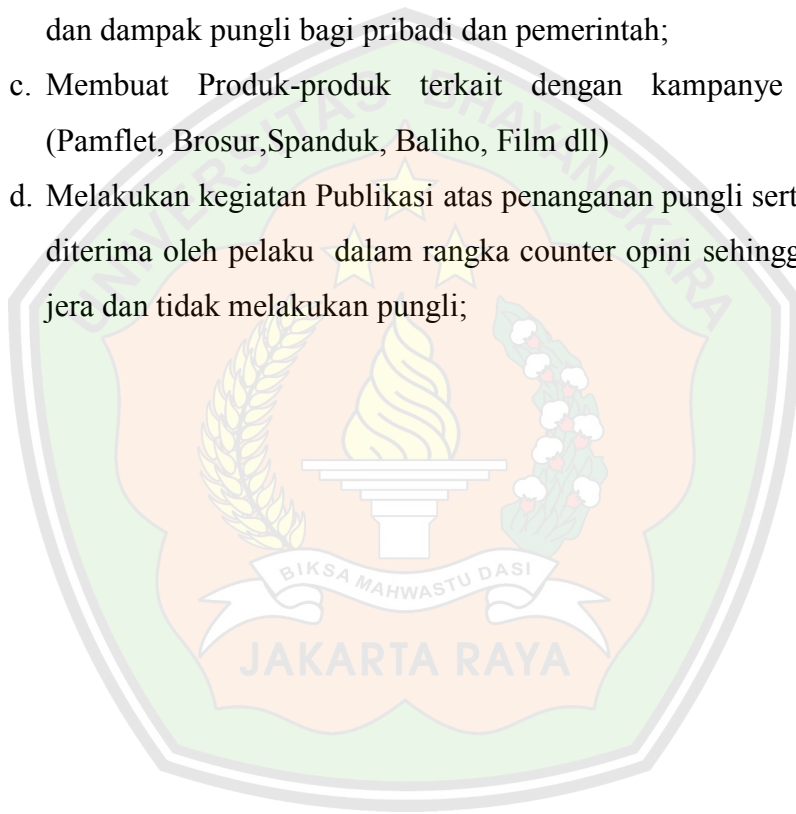 dan dampak pungli bagi pribadi dan pemerintah;
c. Membuat Produk-produk terkait dengan kampanye
(Pamflet, Brosur,Spanduk, Baliho, Film dll)
d. Melakukan kegiatan Publikasi atas penanganan pungli sert
diterima oleh pelaku dalam rangka counter opini sehingg
jera dan tidak melakukan pungli;
UNIVERSITAS BHAYANGKARA
BIKSA MAHWASTU DASI
JAKARTA RAYA